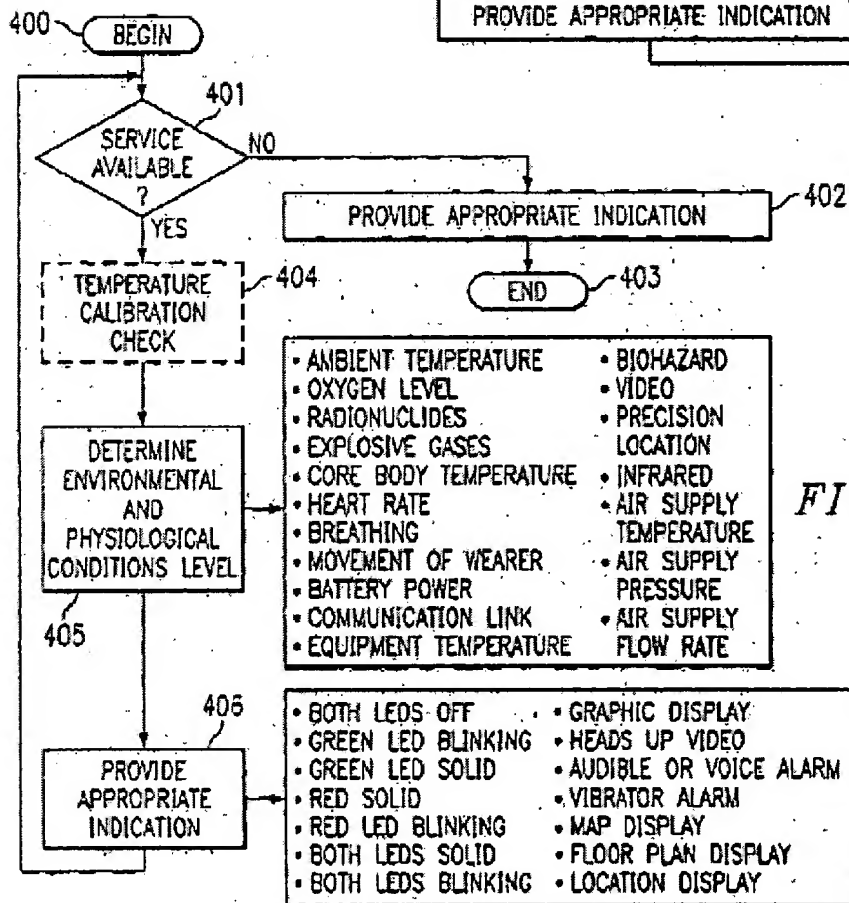 PROVIDE APPROPRIATE INDICATION
400
BEGIN
401
SERVICE
AVAILABLE
?
NO
YES
PROVIDE APPROPRIATE INDICATION
402
END
403
TEMPERATURE
CALIBRATION
CHECK
404
DETERMINE
ENVIRONMENTAL
AND
PHYSIOLOGICAL
CONDITIONS LEVEL
405
• AMBIENT TEMPERATURE
• OXYGEN LEVEL
• RADIONUCLIDES
• EXPLOSIVE GASES
• CORE BODY TEMPERATURE
• HEART RATE
• BREATHING
• MOVEMENT OF WEARER
• BATTERY POWER
• COMMUNICATION LINK
• EQUIPMENT TEMPERATURE
• BIOHAZARD
• VIDEO
• PRECISION
LOCATION
• INFRARED
• AIR SUPPLY
TEMPERATURE
• AIR SUPPLY
PRESSURE
• AIR SUPPLY
FLOW RATE
FI
406
PROVIDE
APPROPRIATE
INDICATION
• BOTH LEDS OFF
• GREEN LED BLINKING
• GREEN LED SOLID
• RED SOLID
• RED LED BLINKING
• BOTH LEDS SOLID
• BOTH LEDS BLINKING
• GRAPHIC DISPLAY
• HEADS UP VIDEO
• AUDIBLE OR VOICE ALARM
• VIBRATOR ALARM
• MAP DISPLAY
• FLOOR PLAN DISPLAY
• LOCATION DISPLAY